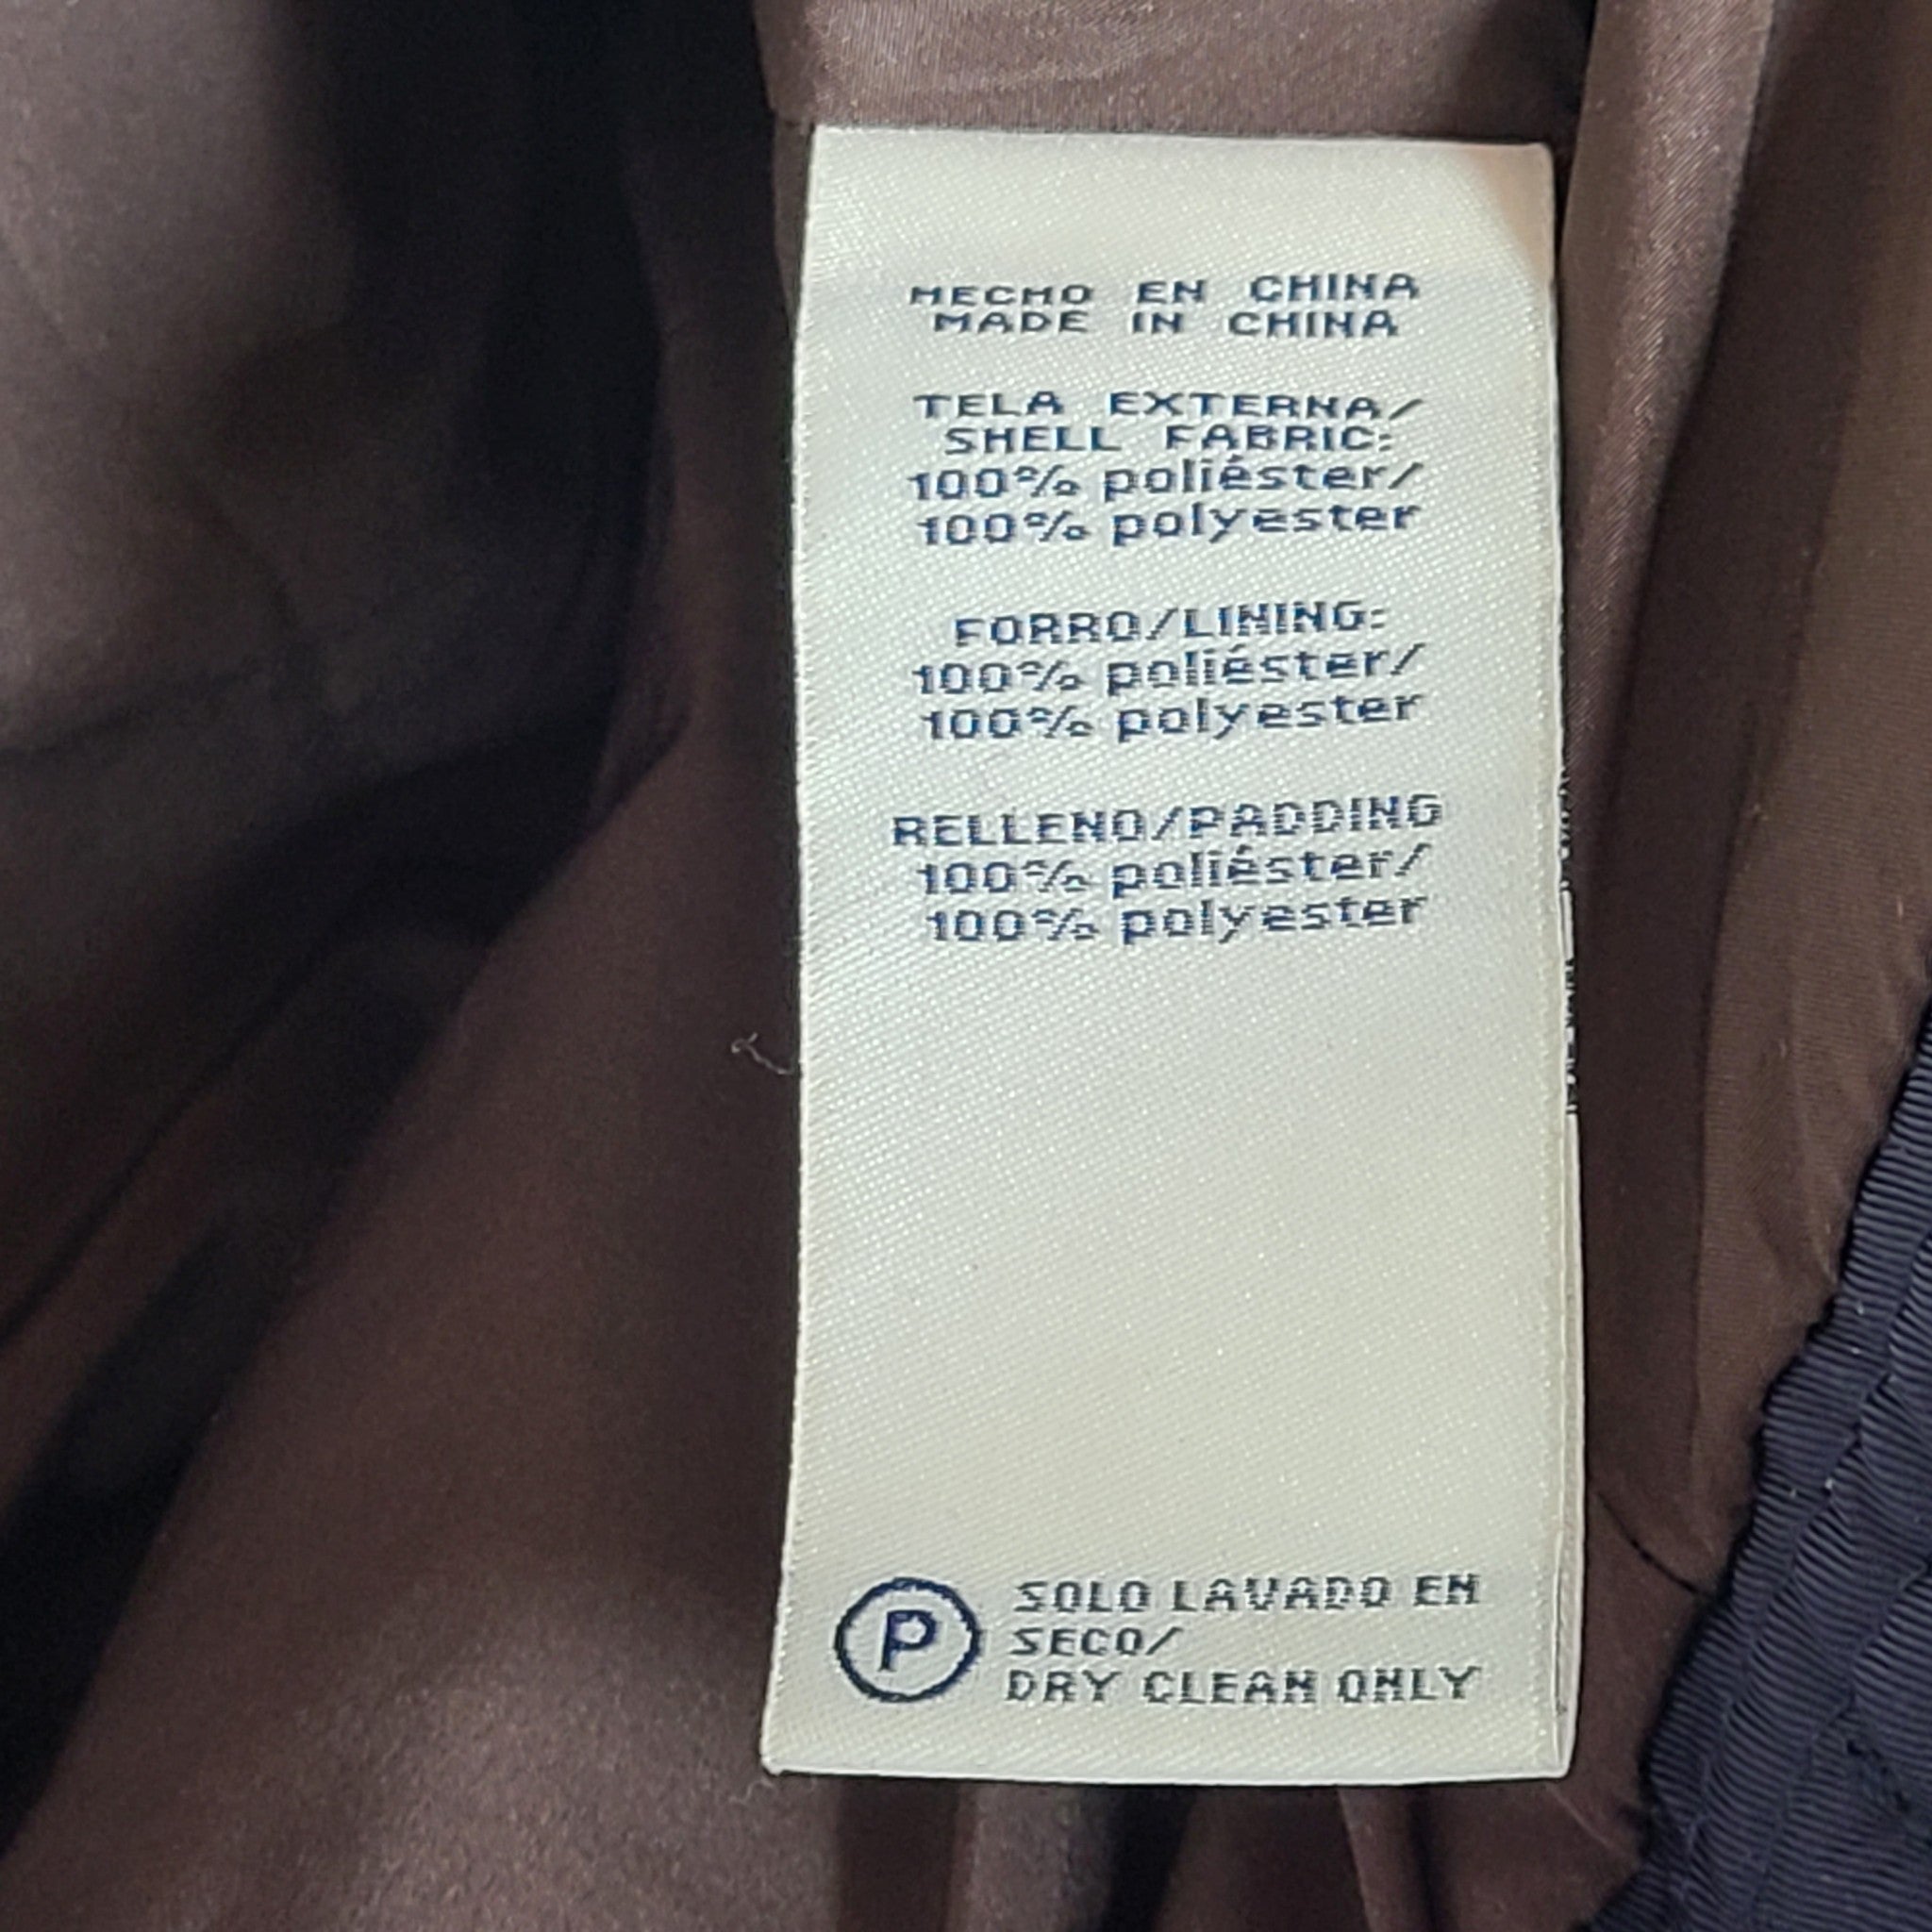 HECHO EN CHINA
MADE IN CHINA
TELA EXTERNA/
SHELL FABRIC:
100% poliéster/
100% polyester
FORRO/LINING:
100% poliéster/
100% polyester
RELLENO/PADDING
100% poliéster/
100% polyester
P
SOLO LAVADO EN
SECO/
DRY CLEAN ONLY